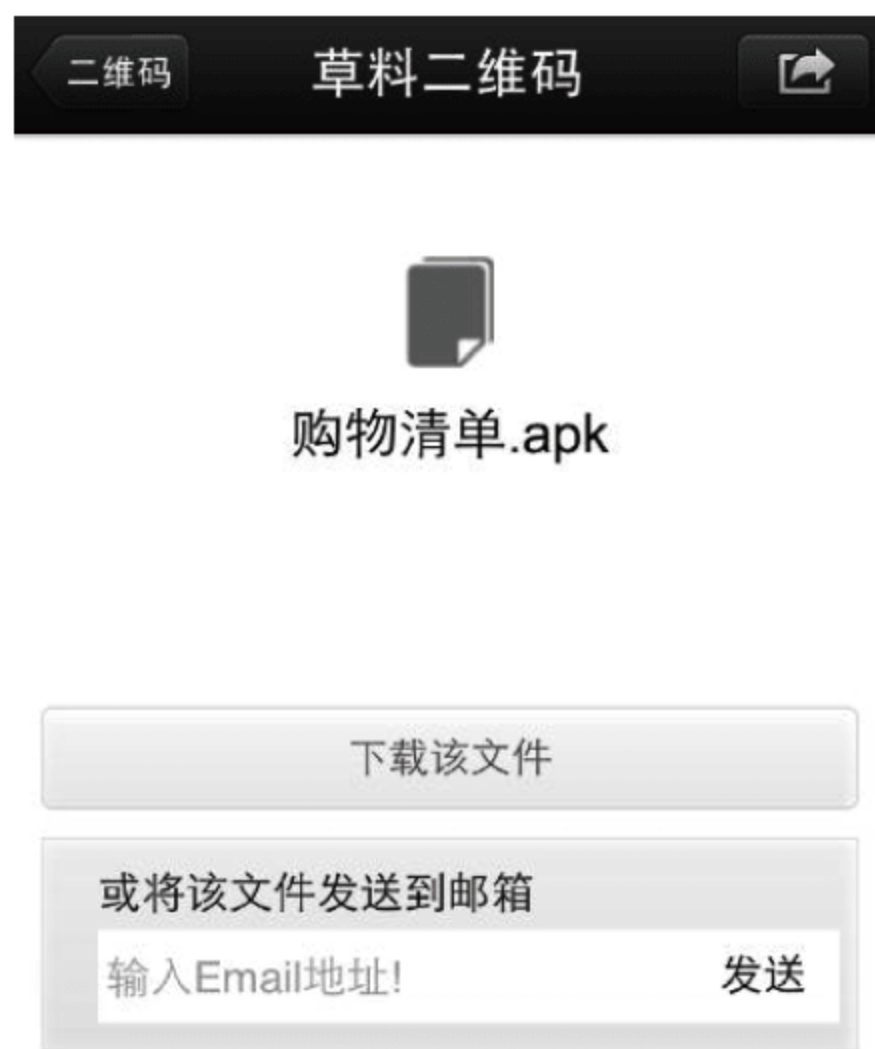 二维码 草料二维码
购物清单.apk
下载该文件
或将该文件发送到邮箱
输入Email地址! 发送